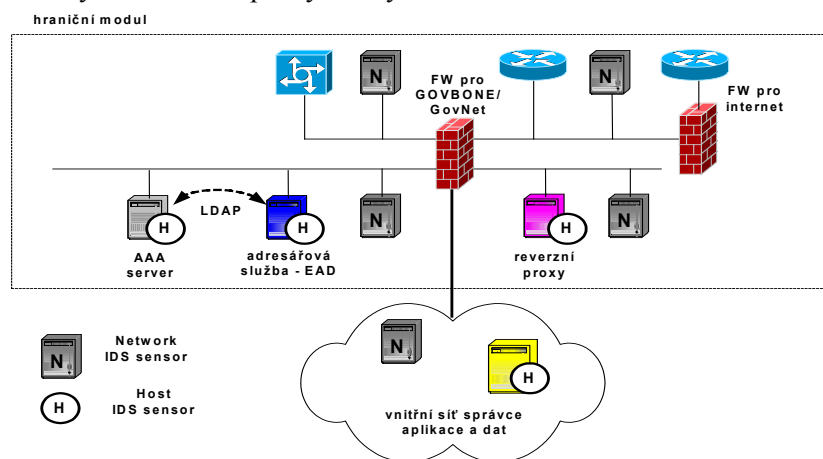 hraniční modul
N
FW pro
GOVBONE/
GovNet
N
FW pro
internet
H
AAA
server
LDAP
H
adresářová
služba - EAD
N
H
reverzní
proxy
N
N
Network
IDS sensor
H
Host
IDS sensor
N
H
vnitřní síť správce
aplikace a dat